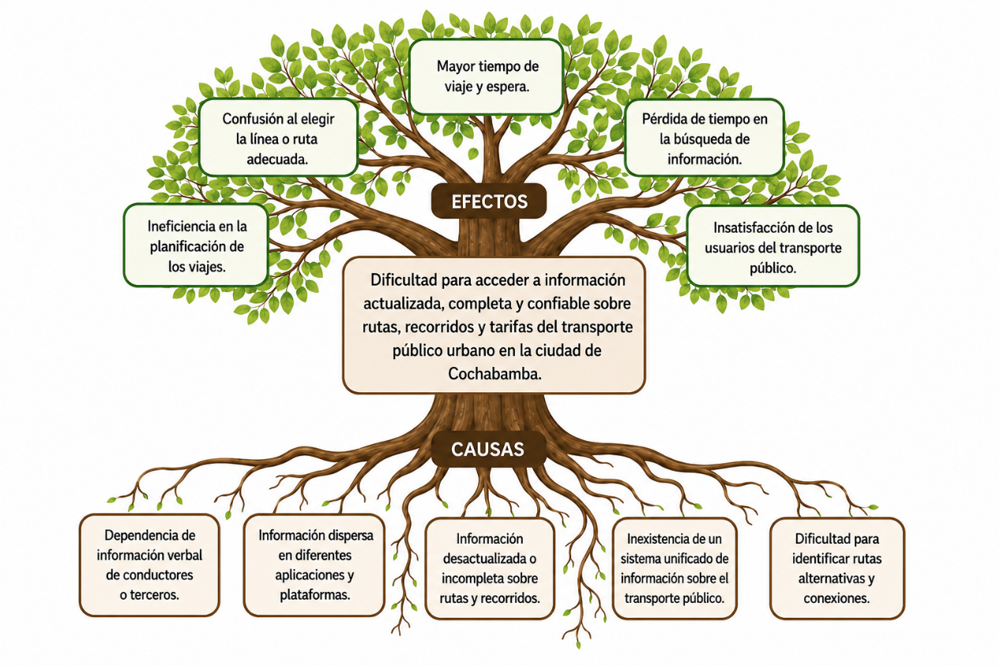 Mayor tiempo de
viaje y espera.
Confusión al elegir
la línea o ruta
adecuada.
Pérdida de tiempo en
la búsqueda de
información.
EFECTOS
Ineficiencia en la
planificación de
los viajes.
Insatisfacción de los
usuarios del transporte
público.
Dificultad para acceder a información
actualizada, completa y confiable sobre
rutas, recorridos y tarifas del transporte
público urbano en la ciudad de
Cochabamba.
CAUSAS
Dependencia de
información verbal
de conductores
o terceros.
Información dispersa
en diferentes
aplicaciones y
plataformas.
Información
desactualizada o
incompleta sobre
rutas y recorridos.
Inexistencia de un
sistema unificado de
información sobre el
transporte público.
Dificultad para
identificar rutas
alternativas y
conexiones.